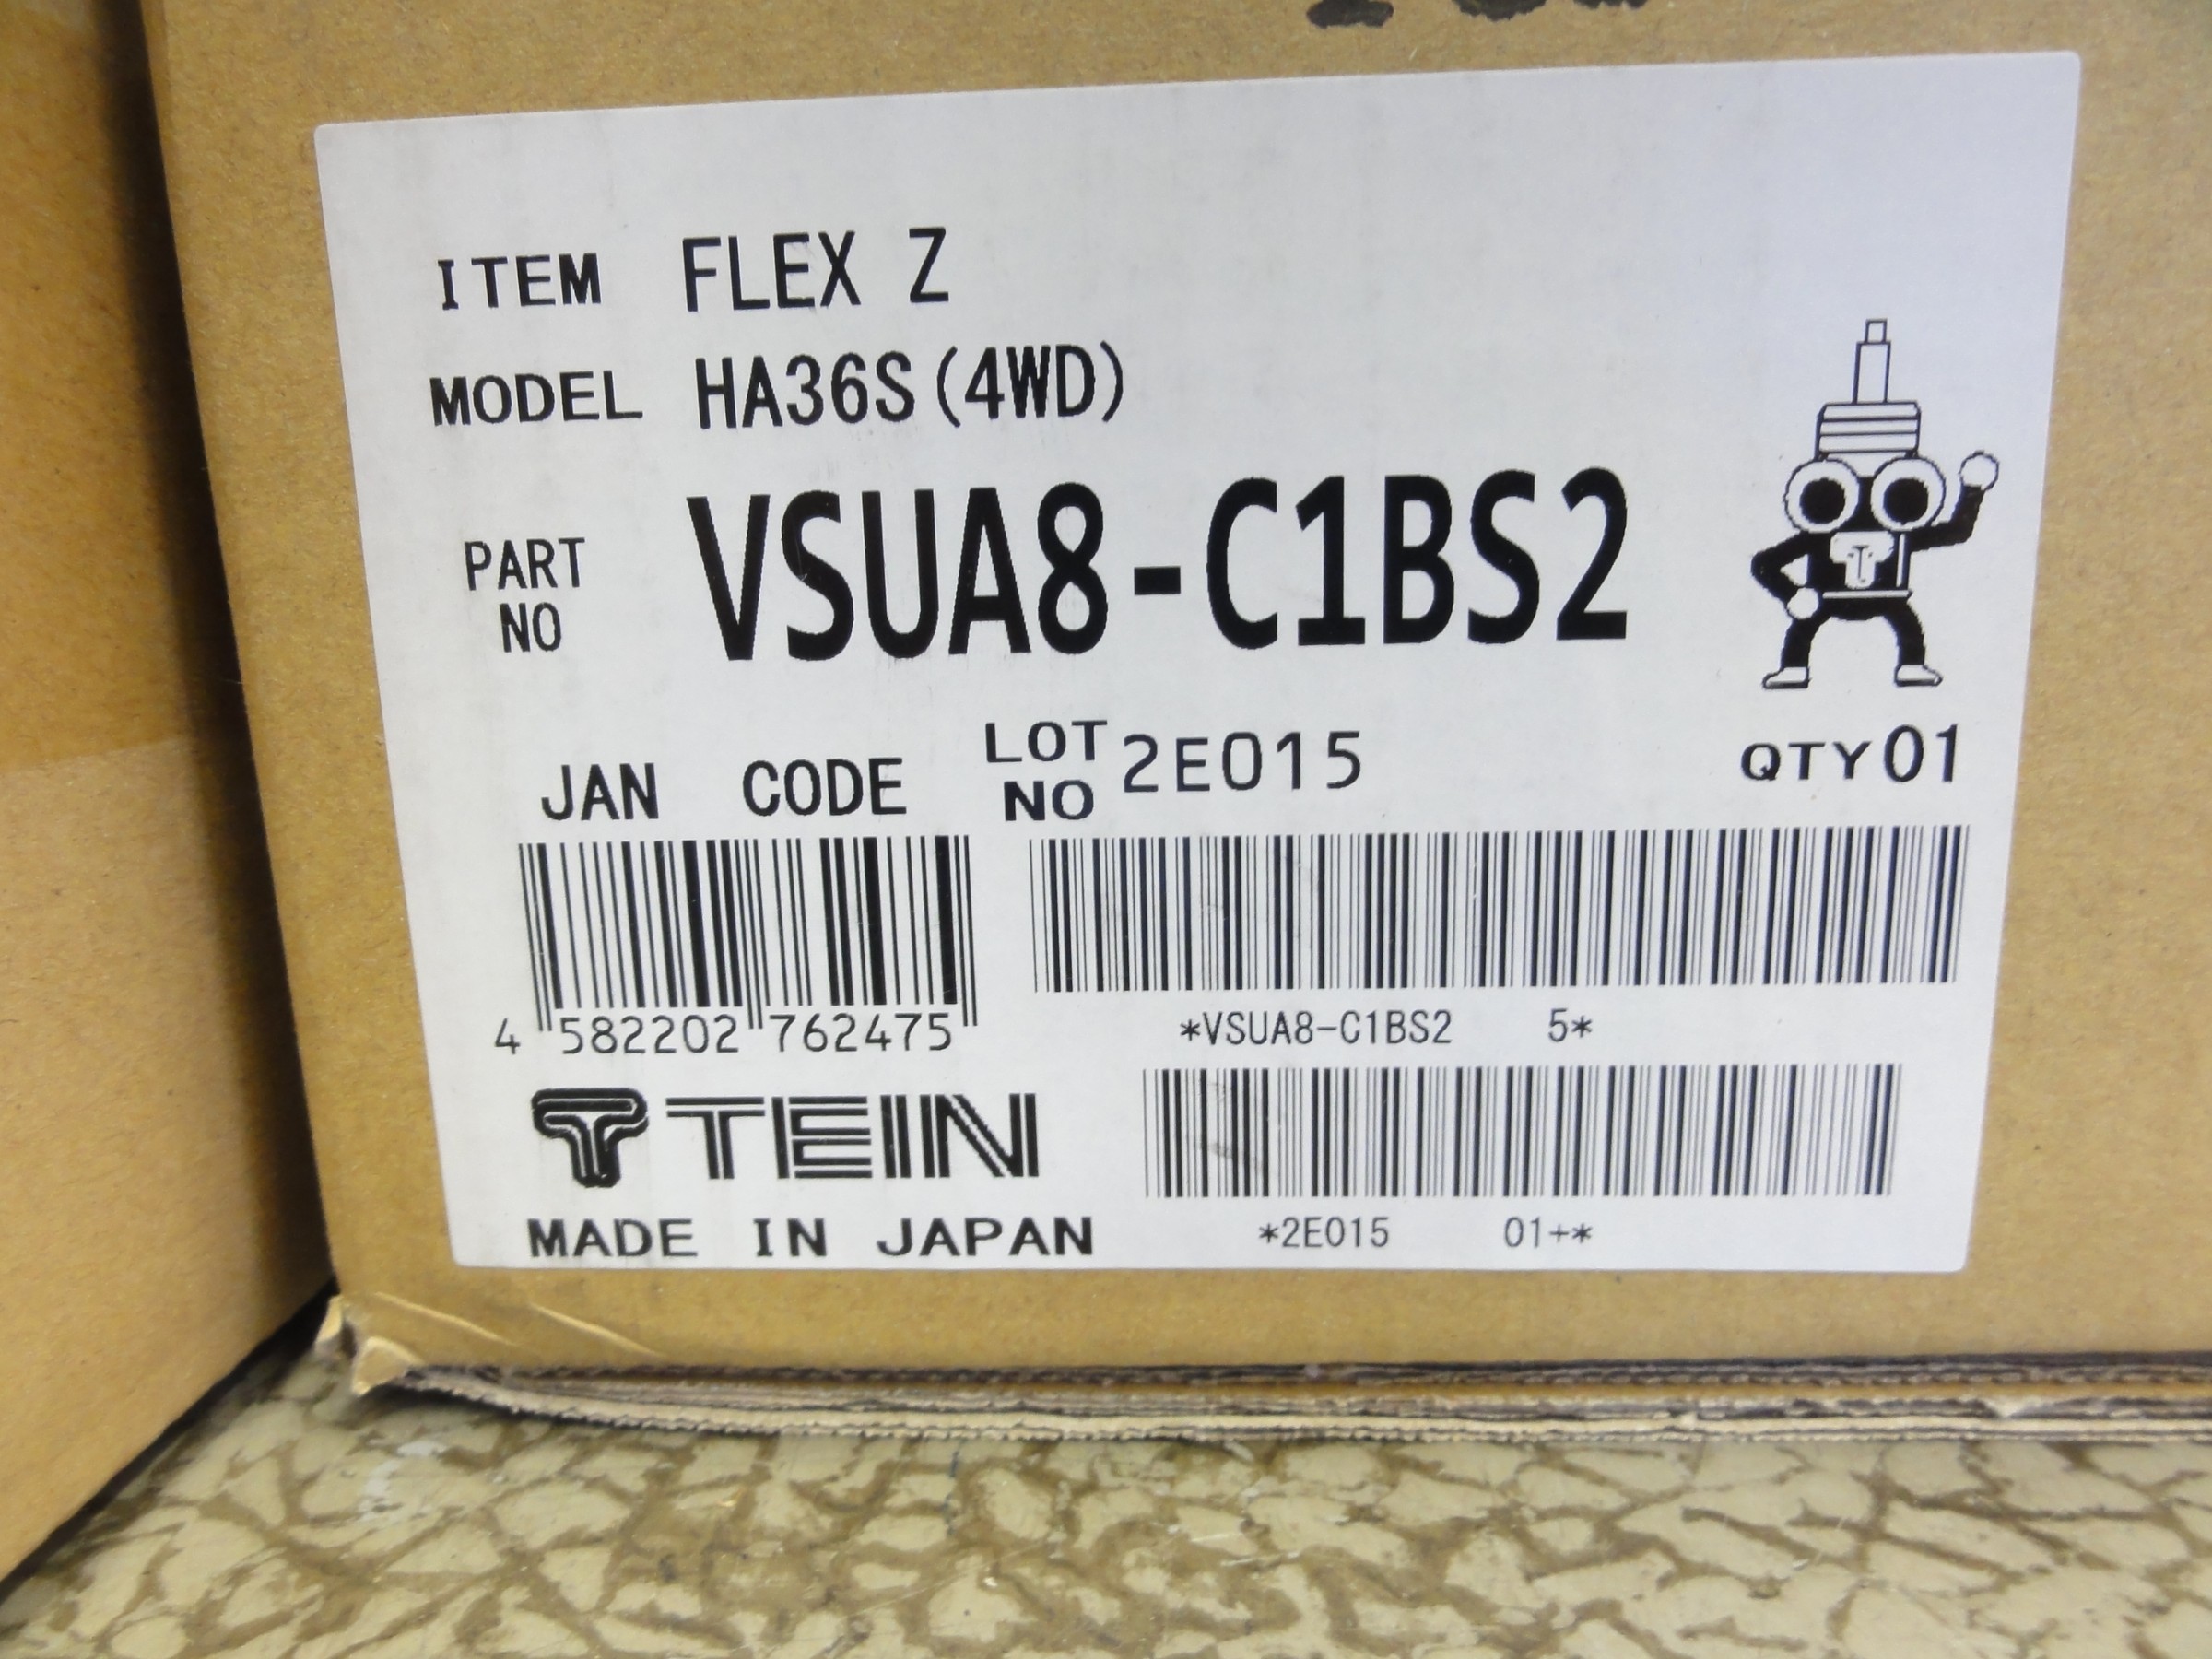 ITEM FLEX Z
MODEL HA36S(4WD)
PART NO VSUA8-C1BS2
JAN CODE
LOT NO 2E015
QTY 01
4 582202 762475
*VSUA8-C1BS2 5*
TEIN
MADE IN JAPAN
*2E015 01+*